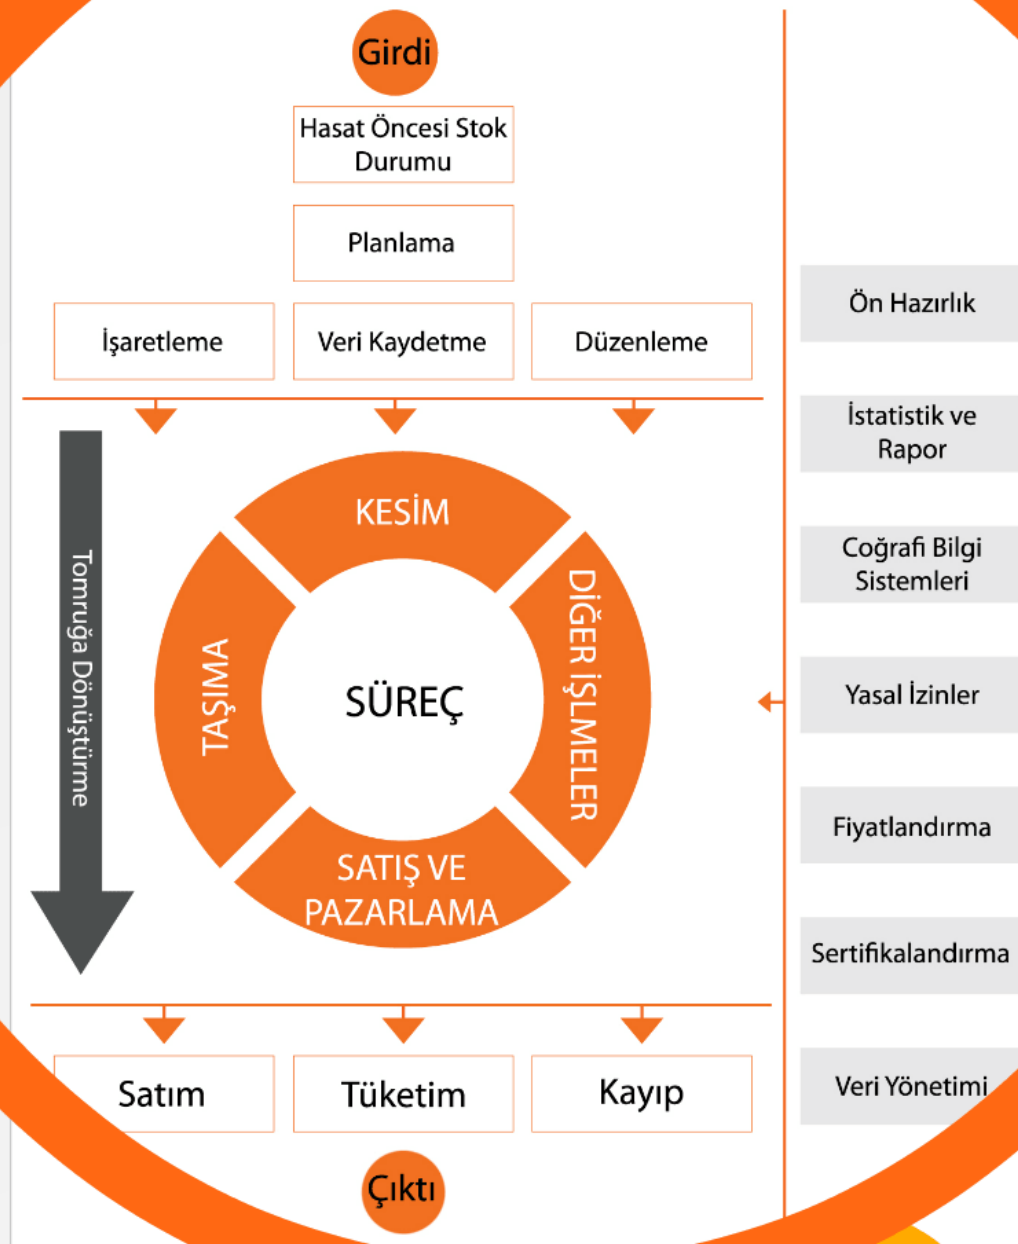 Girdi
Hasat Öncesi Stok
Durumu
Planlama
İşaretleme
Veri Kaydetme
Düzenleme
Tomruğa Dönüştürme
KESİM
DİĞER İŞLMELER
TAŞIMA
SÜREÇ
SATIŞ VE
PAZARLAMA
Satım
Tüketim
Kayıp
Çıktı
Ön Hazırlık
İstatistik ve
Rapor
Coğrafi Bilgi
Sistemleri
Yasal İzinler
Fiyatlandırma
Sertifikalandırma
Veri Yönetimi